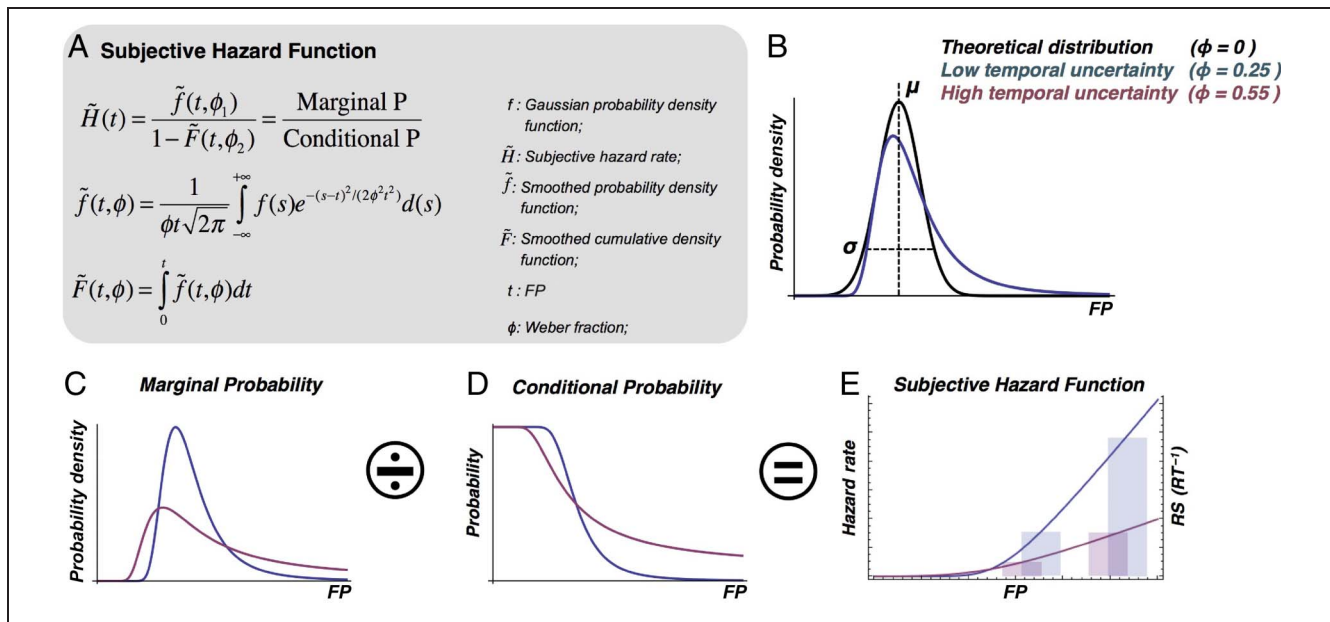 A Subjective Hazard Function
H̃(t) = f̃(t,ϕ₁) / (1 − F̃(t,ϕ₂)) = Marginal P / Conditional P
f̃(t,ϕ) = 1 / (ϕt√2π) ∫₋∞⁺∞ f(s)e^(−(s−t)²/(2ϕ²t²)) d(s)
F̃(t,ϕ) = ∫₀ᵗ f̃(t,ϕ)dt
f : Gaussian probability density
function;
H̃ : Subjective hazard rate;
f̃ : Smoothed probability density
function;
F̃ : Smoothed cumulative density
function;
t : FP
ϕ: Weber fraction;
B
Theoretical distribution (ϕ = 0 )
Low temporal uncertainty (ϕ = 0.25 )
High temporal uncertainty (ϕ = 0.55 )
μ
σ
Probability density
FP
C Marginal Probability
Probability density
FP
÷
D Conditional Probability
Probability
FP
=
E Subjective Hazard Function
Hazard rate
RS (RT⁻¹)
FP